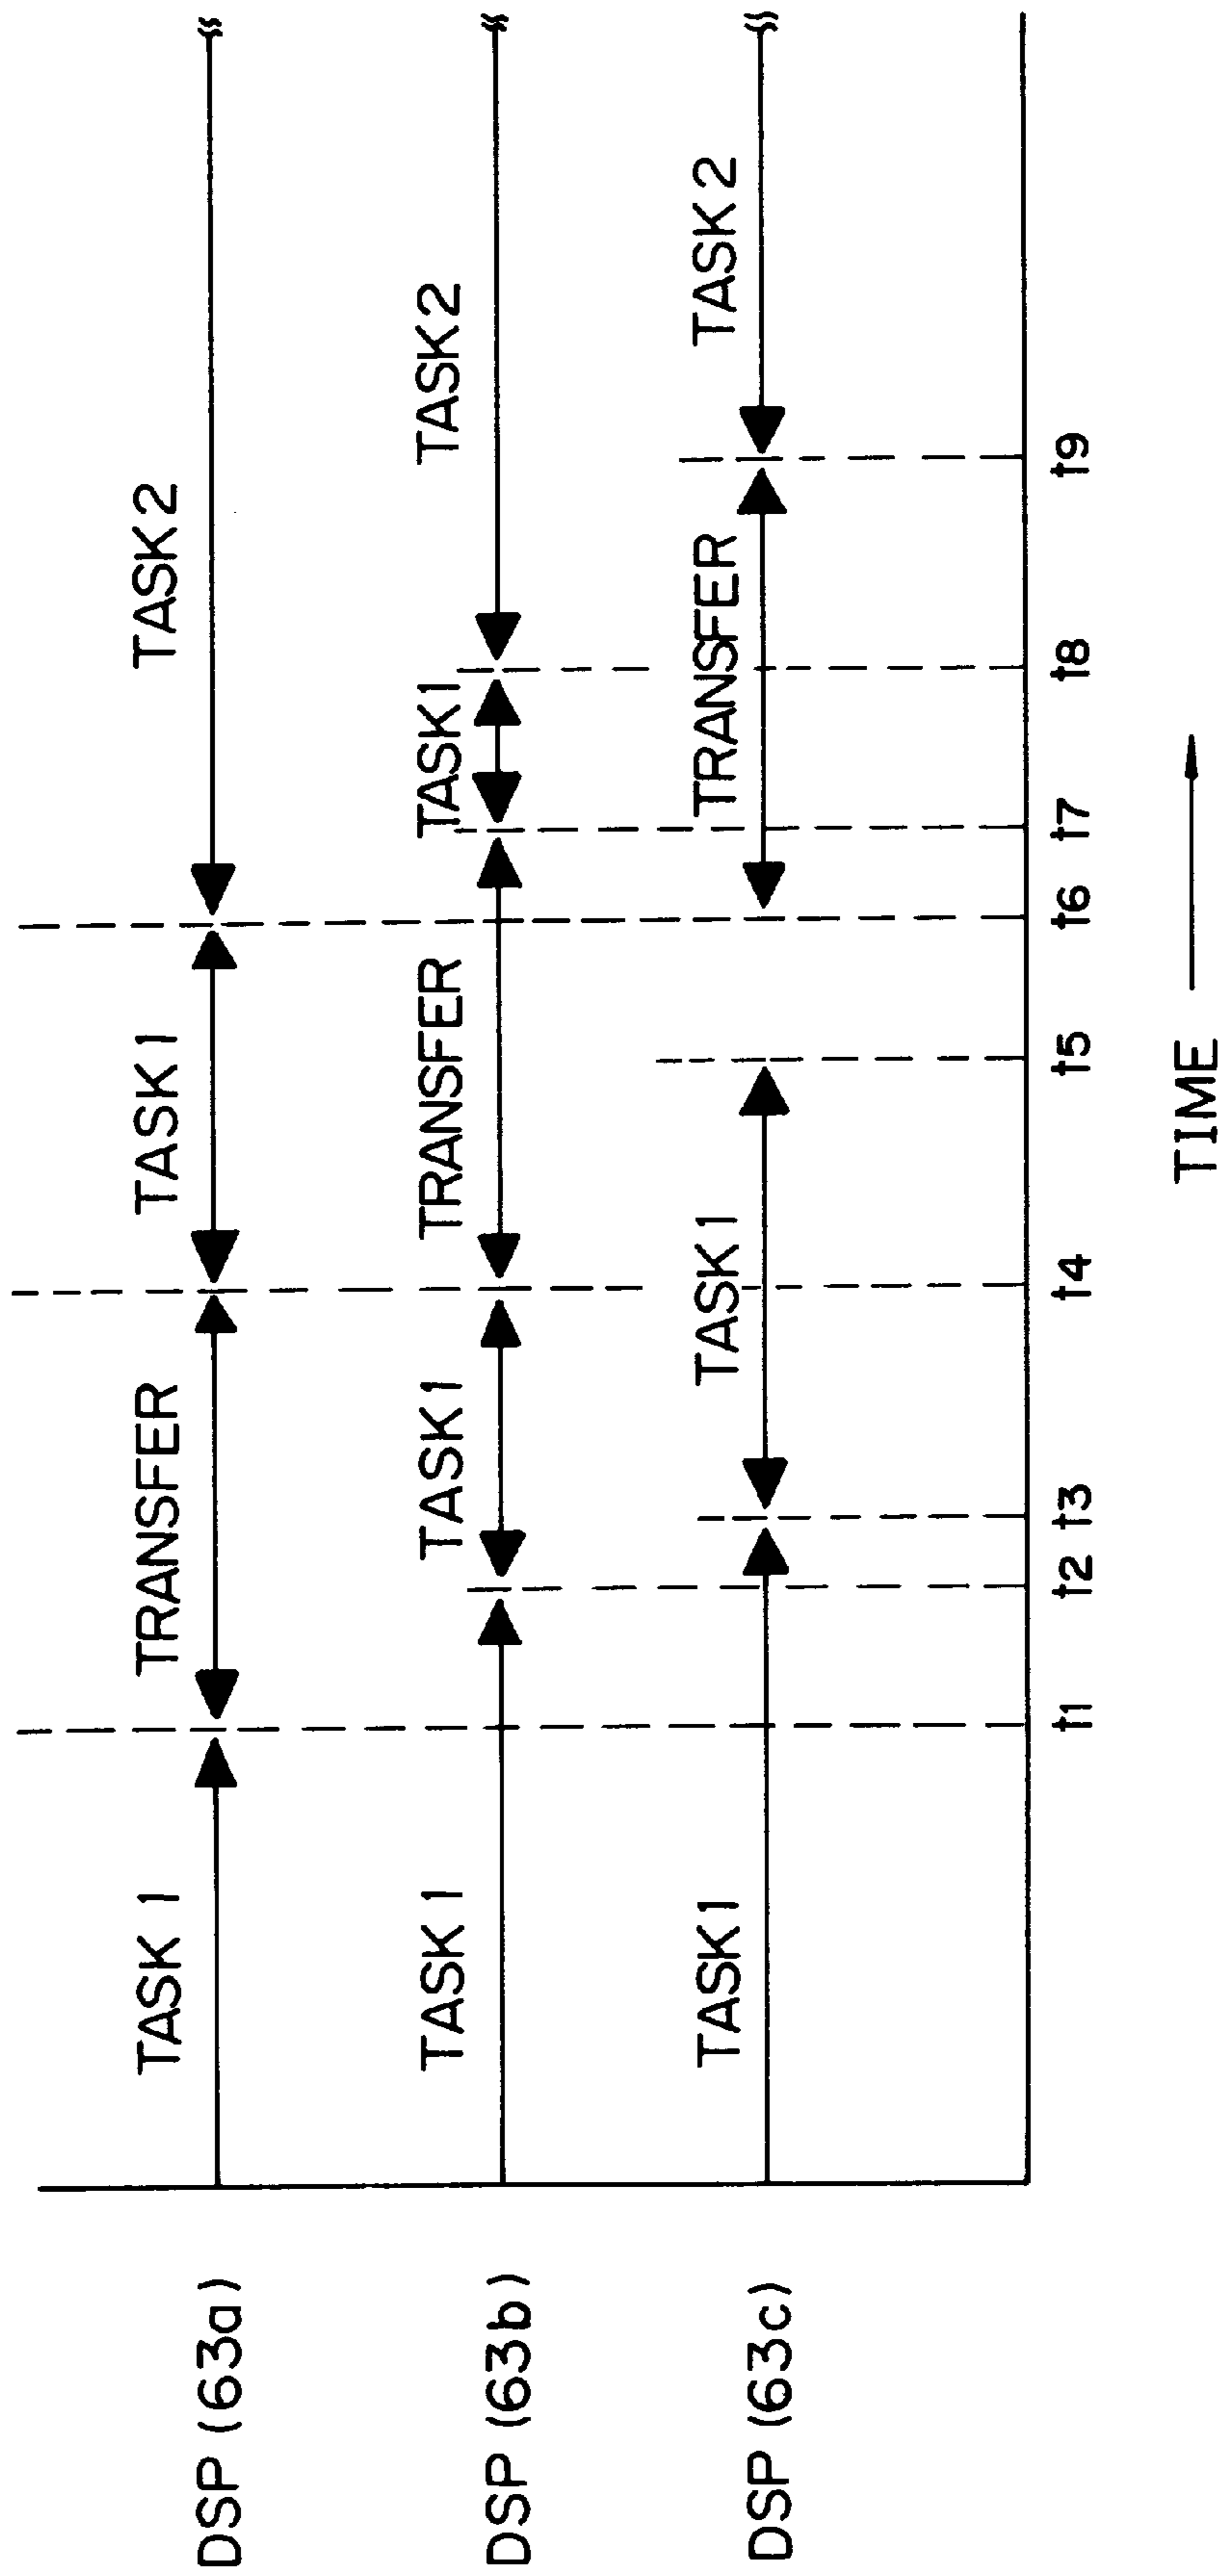 DSP (63a)
TASK 1
TRANSFER
TASK 1
TASK 2
DSP (63b)
TASK 1
TASK 1
TRANSFER
TASK 1
TASK 2
DSP (63c)
TASK 1
TASK 1
TRANSFER
TASK 2
t1 t2 t3 t4 t5 t6 t7 t8 t9
TIME